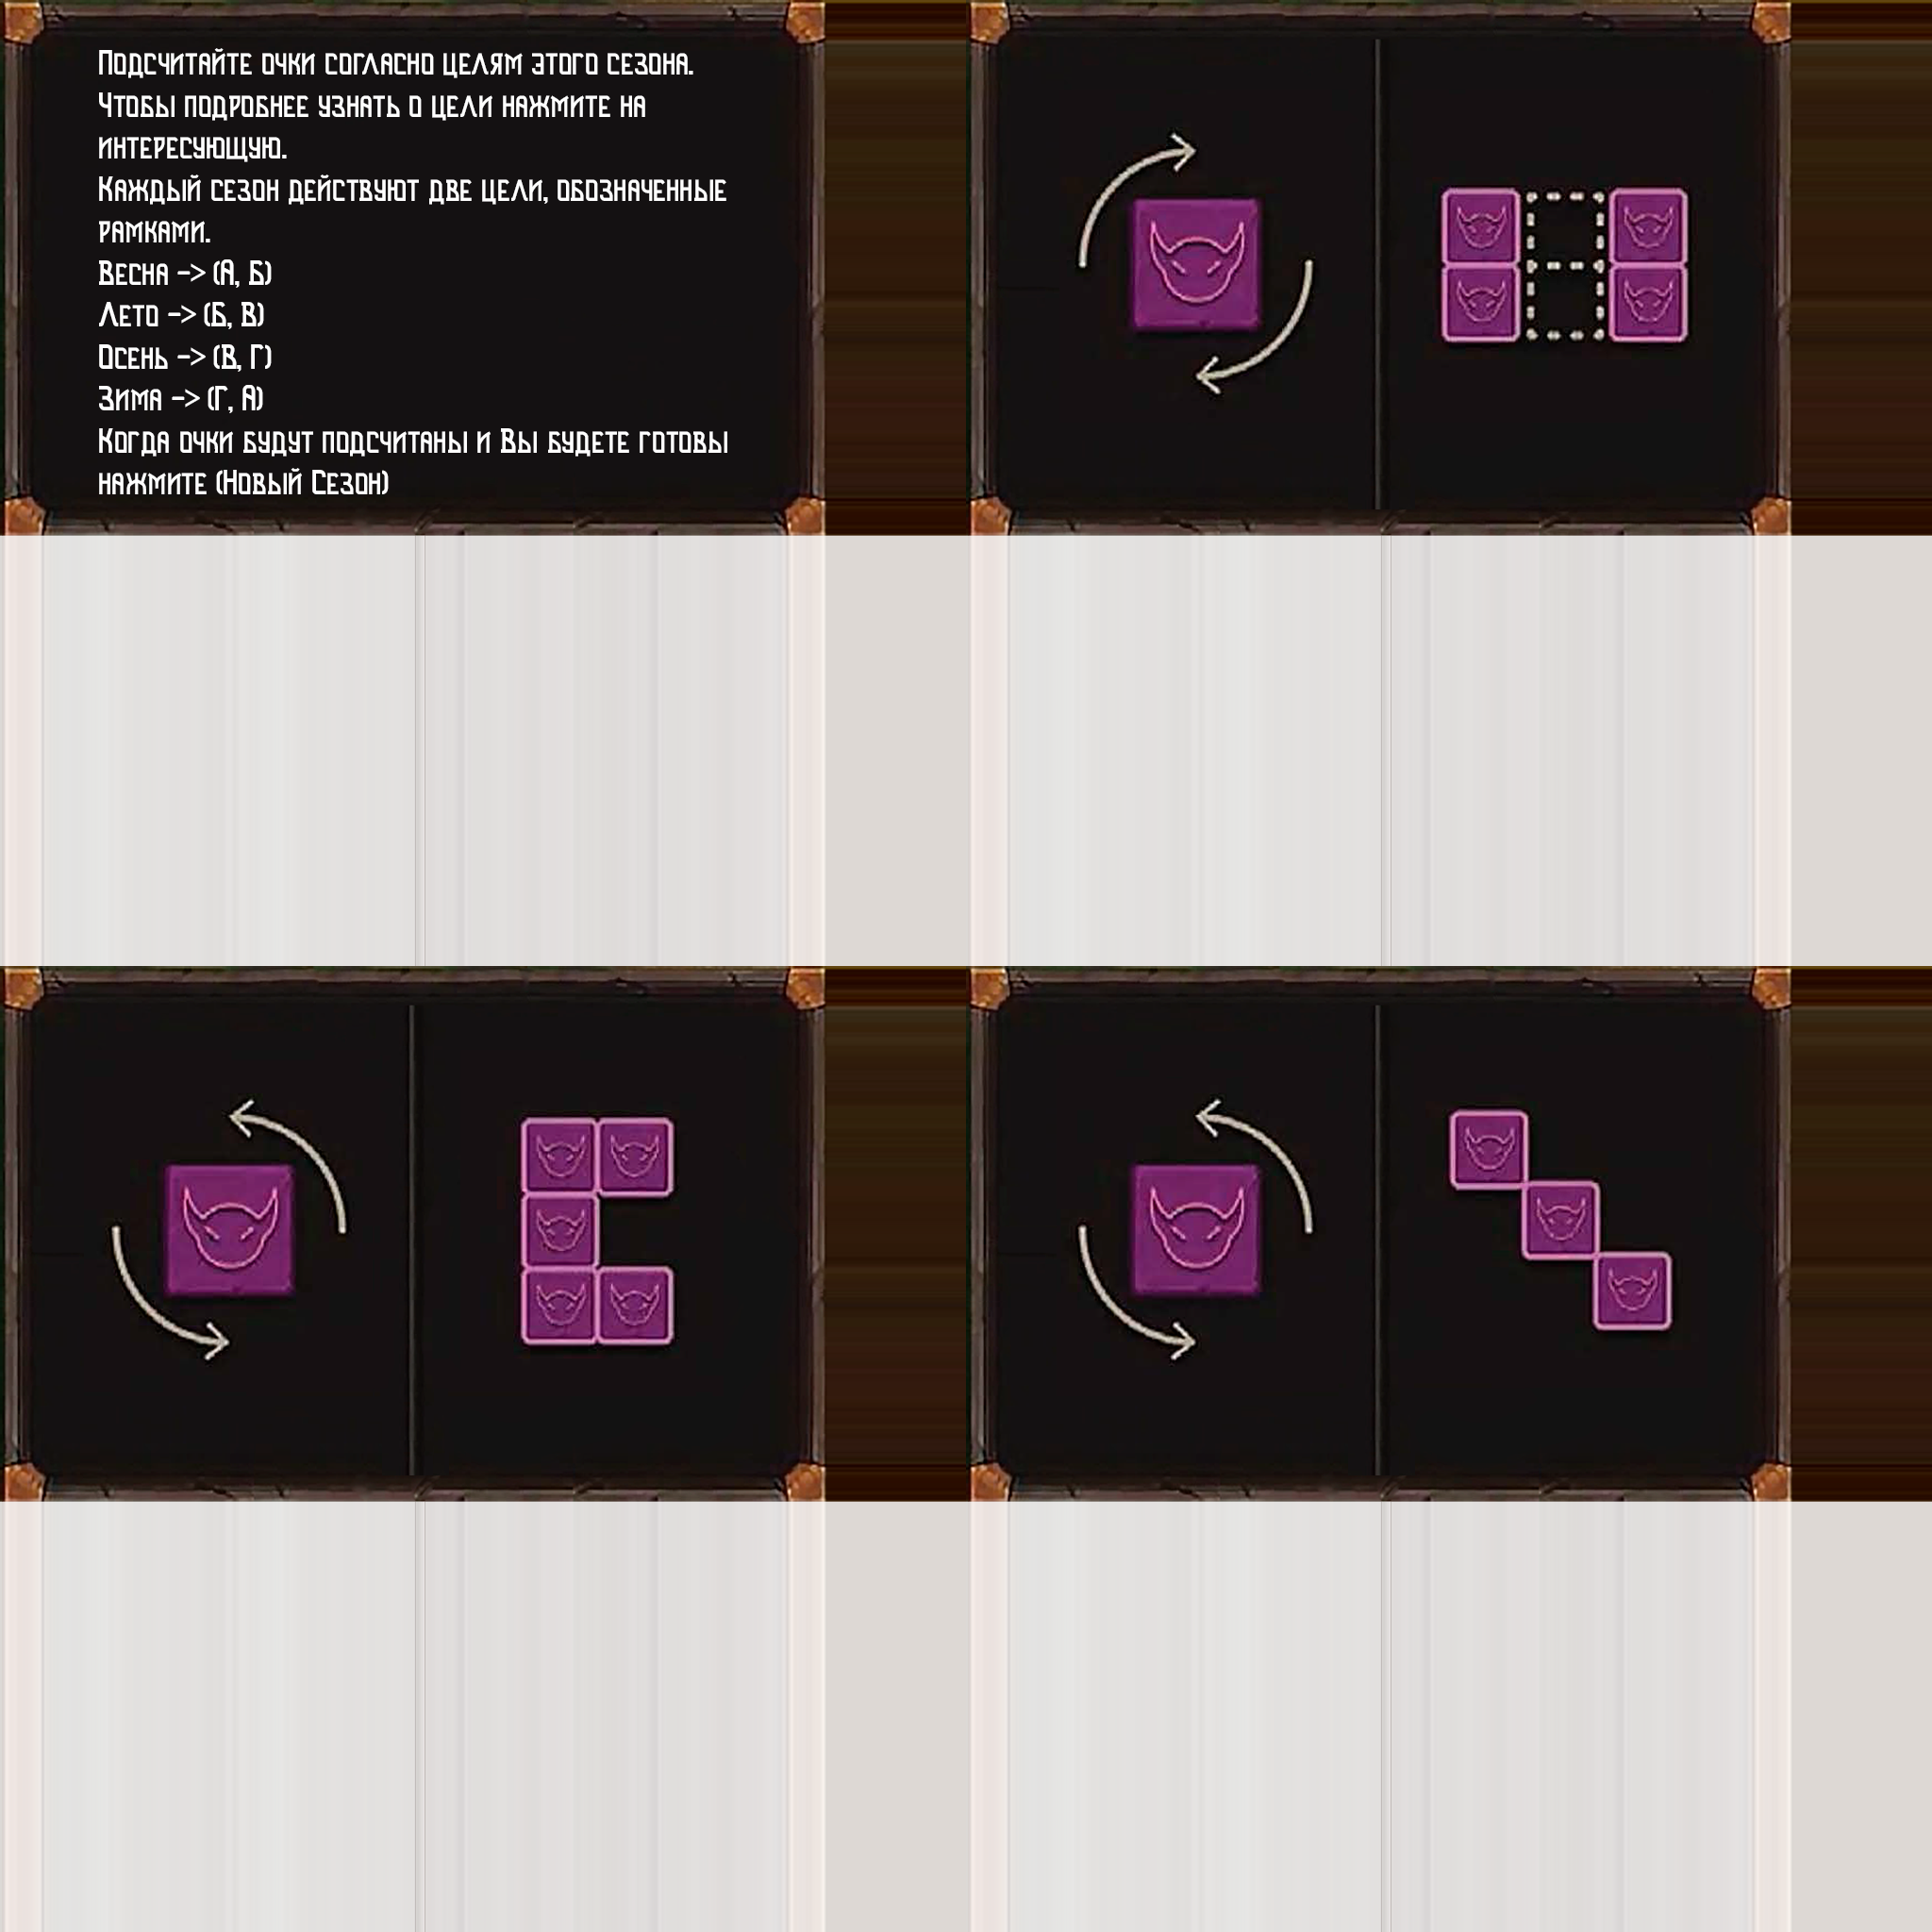 Подсчитайте очки согласно целям этого сезона.
Чтобы подробнее узнать о цели нажмите на
интересующую.
Каждый сезон действуют две цели, обозначенные
рамками.
Весна -> (А, Б)
Лето -> (Б, В)
Осень -> (В, Г)
Зима -> (Г, А)
Когда очки будут подсчитаны и Вы будете готовы
нажмите (Новый Сезон)